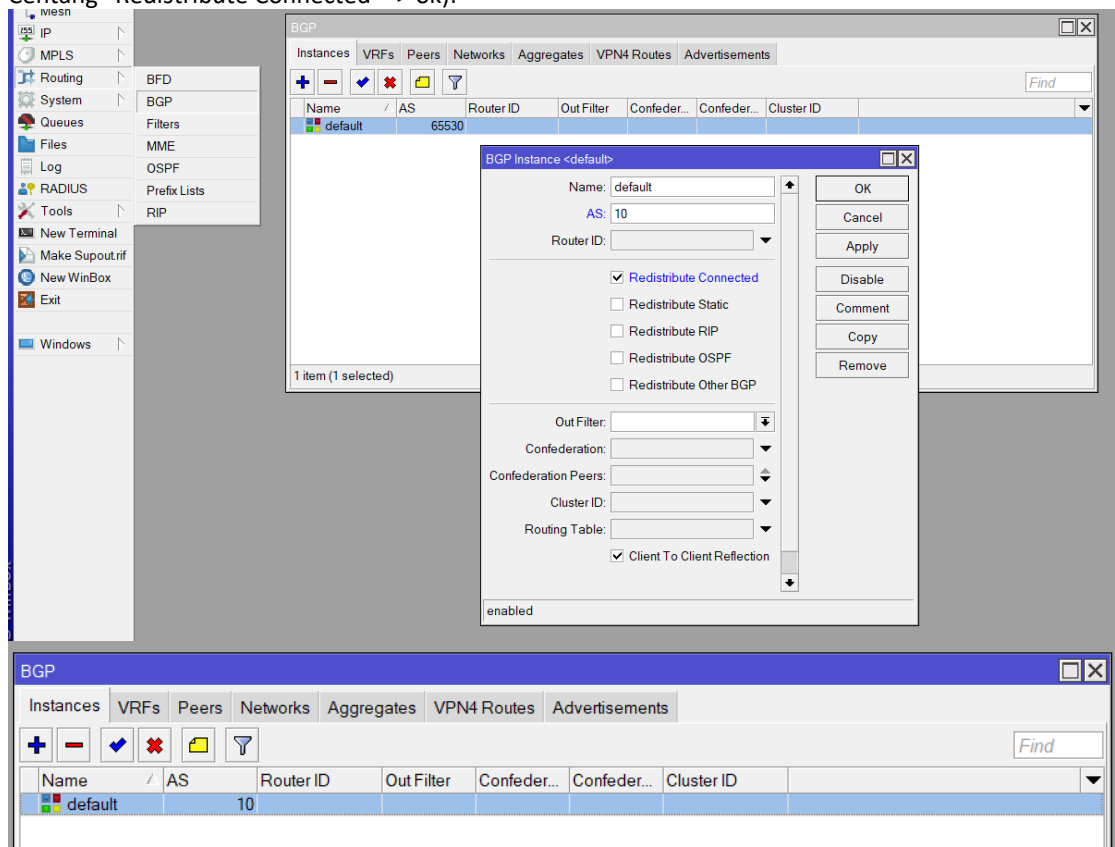 Centang "Redistribute Connected" -> ok).
Mesh
IP
MPLS
Routing
System
Queues
Files
Log
RADIUS
Tools
New Terminal
Make Supout.rif
New WinBox
Exit
Windows
BFD
BGP
Filters
MME
OSPF
Prefix Lists
RIP
BGP
Instances VRFs Peers Networks Aggregates VPN4 Routes Advertisements
Find
Name AS Router ID Out Filter Confeder... Confeder... Cluster ID
default 65530
1 item (1 selected)
BGP Instance <default>
Name: default
AS: 10
Router ID:
Redistribute Connected
Redistribute Static
Redistribute RIP
Redistribute OSPF
Redistribute Other BGP
Out Filter:
Confederation:
Confederation Peers:
Cluster ID:
Routing Table:
Client To Client Reflection
enabled
OK
Cancel
Apply
Disable
Comment
Copy
Remove
BGP
Instances VRFs Peers Networks Aggregates VPN4 Routes Advertisements
Find
Name AS Router ID Out Filter Confeder... Confeder... Cluster ID
default 10